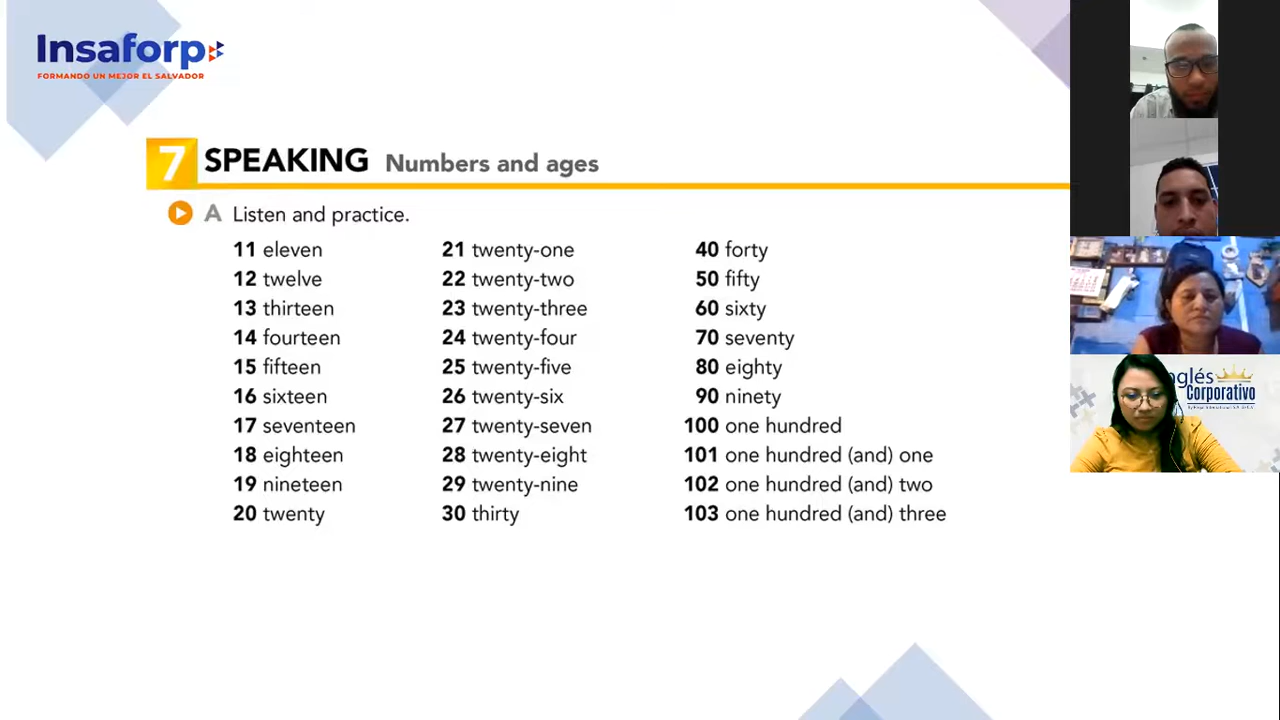 Insaforp
FORMANDO UN MEJOR EL SALVADOR
7 SPEAKING Numbers and ages
A Listen and practice.
11 eleven
12 twelve
13 thirteen
14 fourteen
15 fifteen
16 sixteen
17 seventeen
18 eighteen
19 nineteen
20 twenty
21 twenty-one
22 twenty-two
23 twenty-three
24 twenty-four
25 twenty-five
26 twenty-six
27 twenty-seven
28 twenty-eight
29 twenty-nine
30 thirty
40 forty
50 fifty
60 sixty
70 seventy
80 eighty
90 ninety
100 one hundred
101 one hundred (and) one
102 one hundred (and) two
103 one hundred (and) three
glés
Corporativo